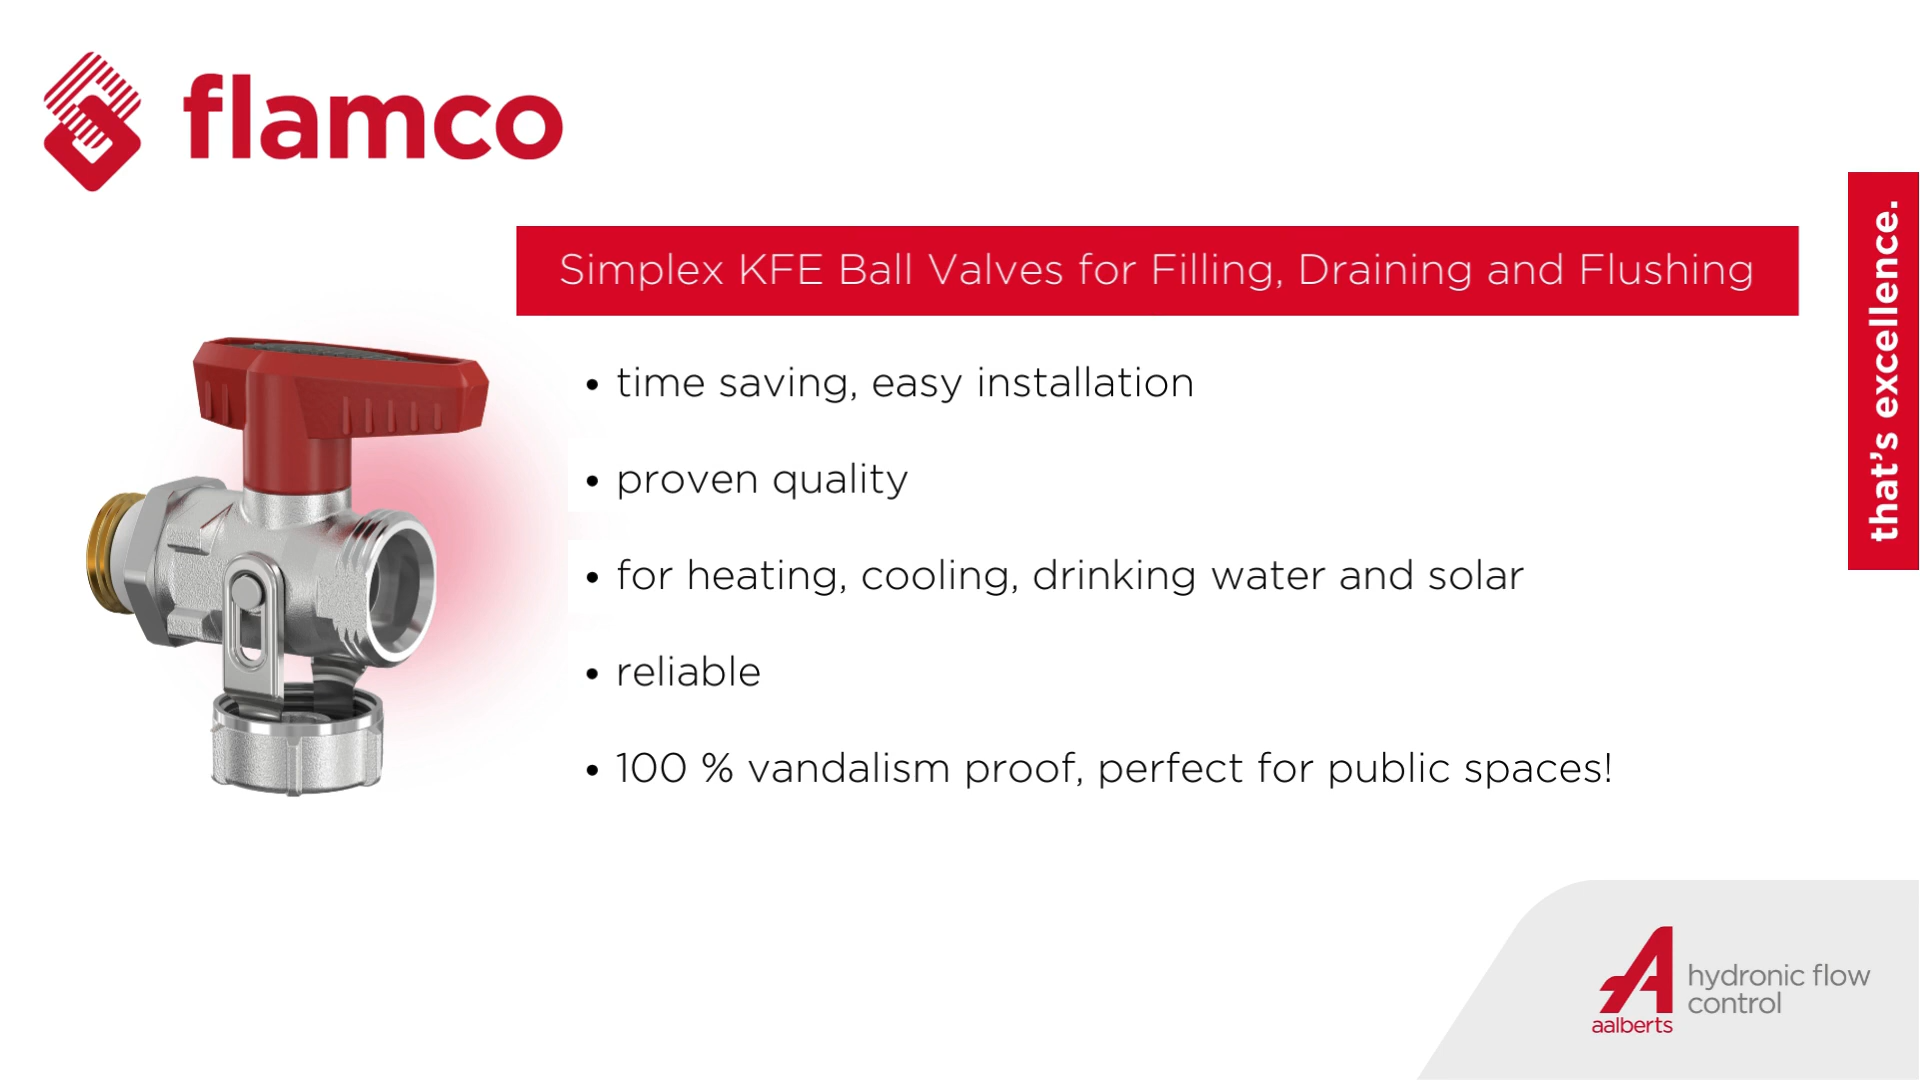 flamco
Simplex KFE Ball Valves for Filling, Draining and Flushing
that's excellence.
• time saving, easy installation
• proven quality
• for heating, cooling, drinking water and solar
• reliable
• 100 % vandalism proof, perfect for public spaces!
hydronic flow
control
aalberts